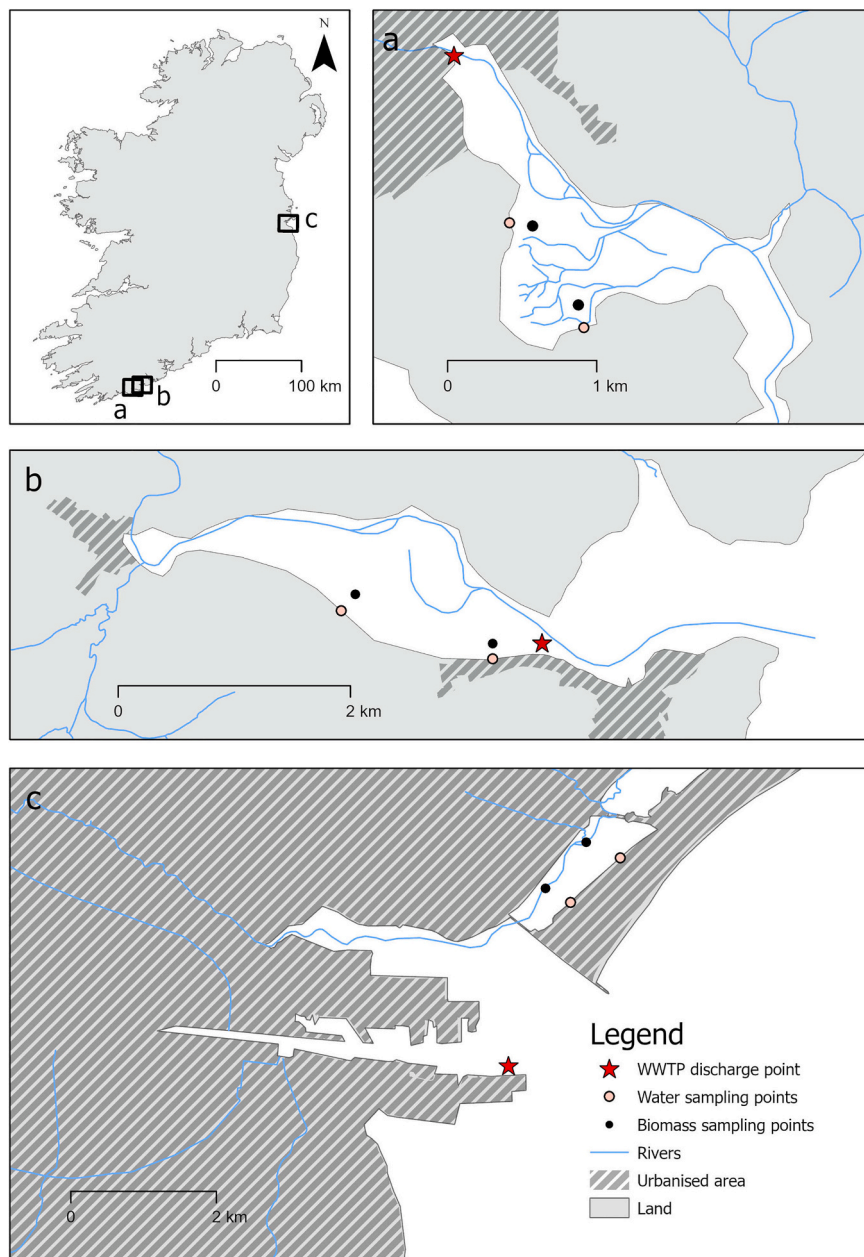 N
c
b
a
0 100 km
a
0 1 km
b
0 2 km
c
0 2 km
Legend
WWTP discharge point
Water sampling points
Biomass sampling points
Rivers
Urbanised area
Land